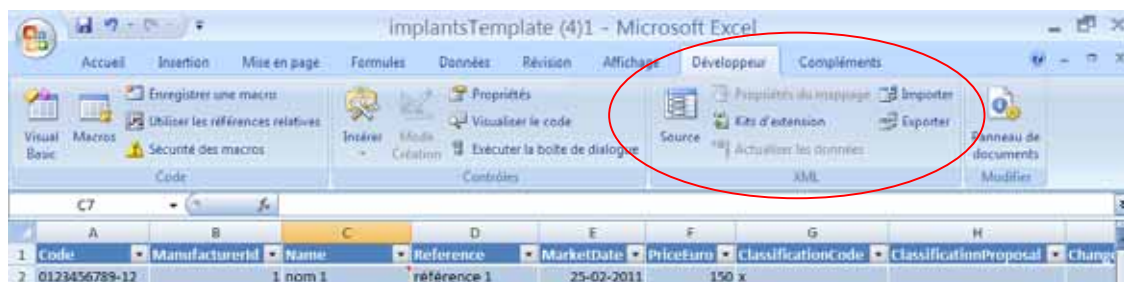 implantsTemplate (4)1 - Microsoft Excel
Accueil Insertion Mise en page Formules Données Révision Affichage Développeur Compléments
Visual Basic
Macros
Enregistrer une macro
Utiliser les références relatives
Sécurité des macros
Code
Insérer
Mode Création
Propriétés
Visualiser le code
Exécuter la boîte de dialogue
Contrôles
Source
Propriétés du mappage
Kits d'extension
Actualiser les données
Importer
Exporter
XML
Panneau de documents
Modifier
C7 fx
A B C D E F G H
1 Code ManufacturerId Name Reference MarketDate PriceEuro ClassificationCode ClassificationProposal Change
2 0123456789-12 1 nom 1 référence 1 25-02-2011 150 x